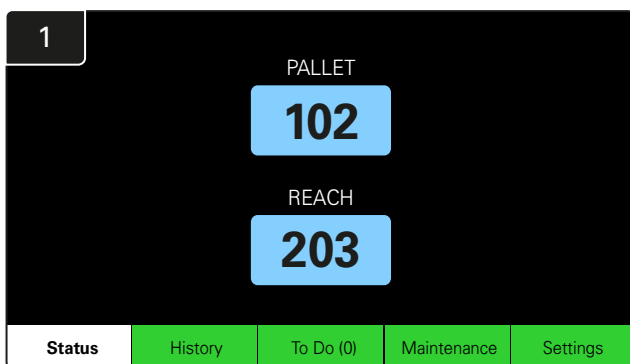 1
PALLET
102
REACH
203
Status History To Do (0) Maintenance Settings